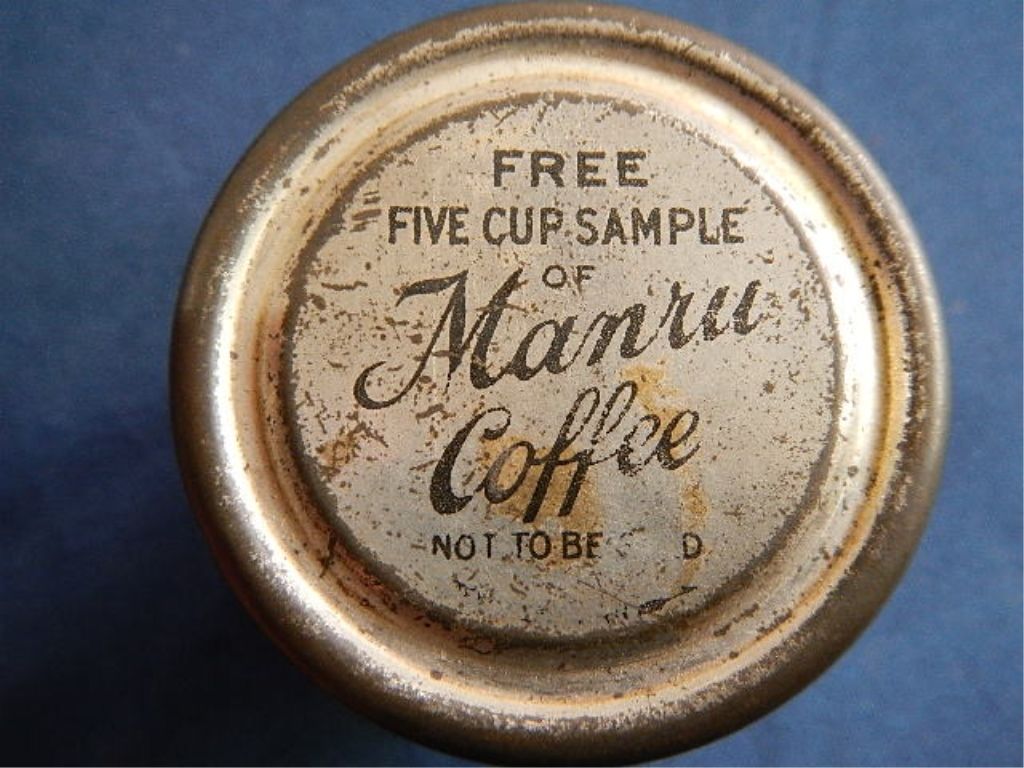 FREE
FIVE CUP SAMPLE
OF
Manru
Coffee
NOT TO BE